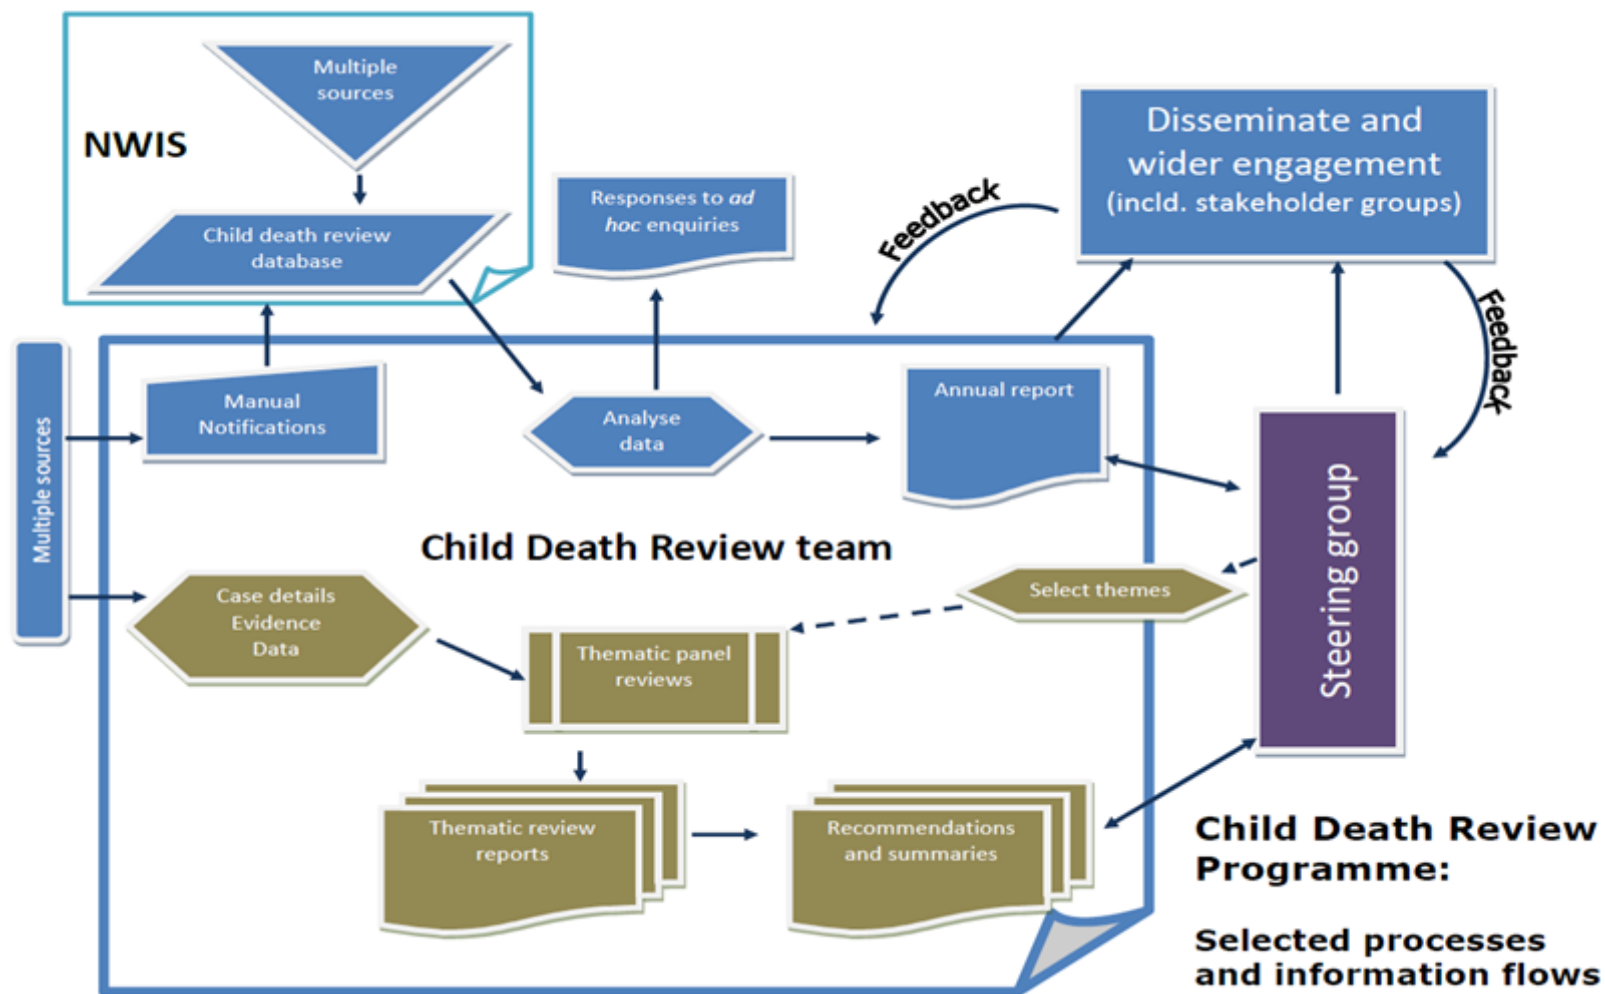 Multiple
sources
NWIS
Child death review
database
Responses to ad
hoc enquiries
Disseminate and
wider engagement
(incld. stakeholder groups)
Feedback
Feedback
Multiple sources
Manual
Notifications
Analyse
data
Annual report
Steering group
Child Death Review team
Case details
Evidence
Data
Select themes
Thematic panel
reviews
Thematic review
reports
Recommendations
and summaries
Child Death Review
Programme:
Selected processes
and information flows